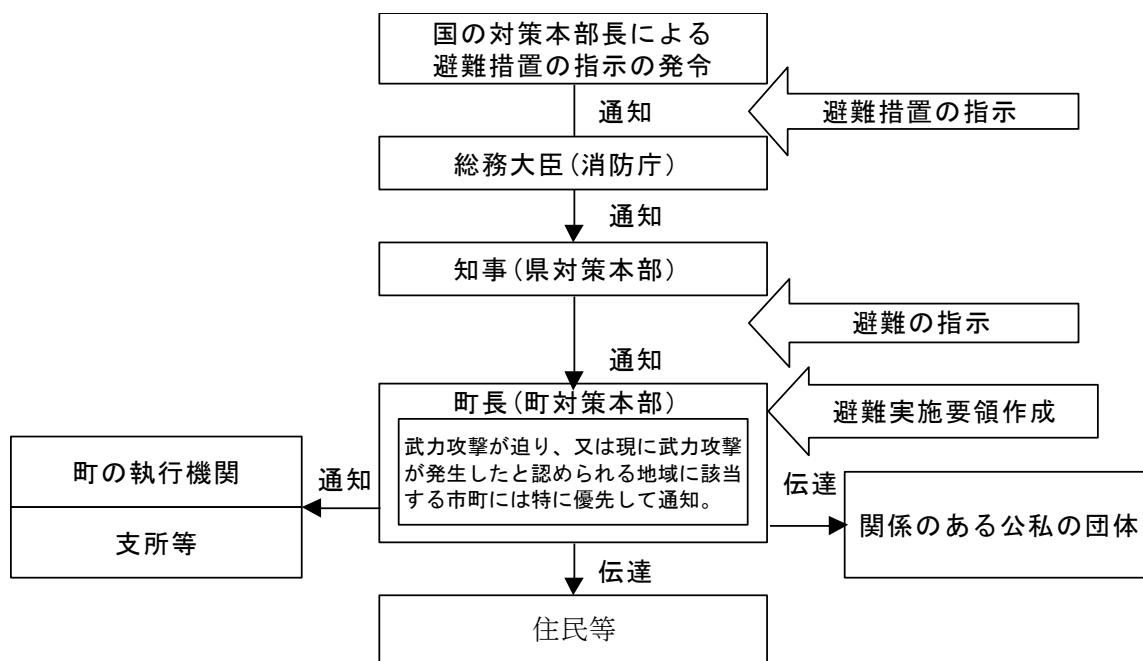 国の対策本部長による
避難措置の指示の発令
通知
避難措置の指示
総務大臣(消防庁)
通知
知事(県対策本部)
避難の指示
通知
町長(町対策本部)
避難実施要領作成
武力攻撃が迫り、又は現に武力攻撃
が発生したと認められる地域に該当
する市町には特に優先して通知。
町の執行機関
通知
支所等
伝達
関係のある公私の団体
伝達
住民等